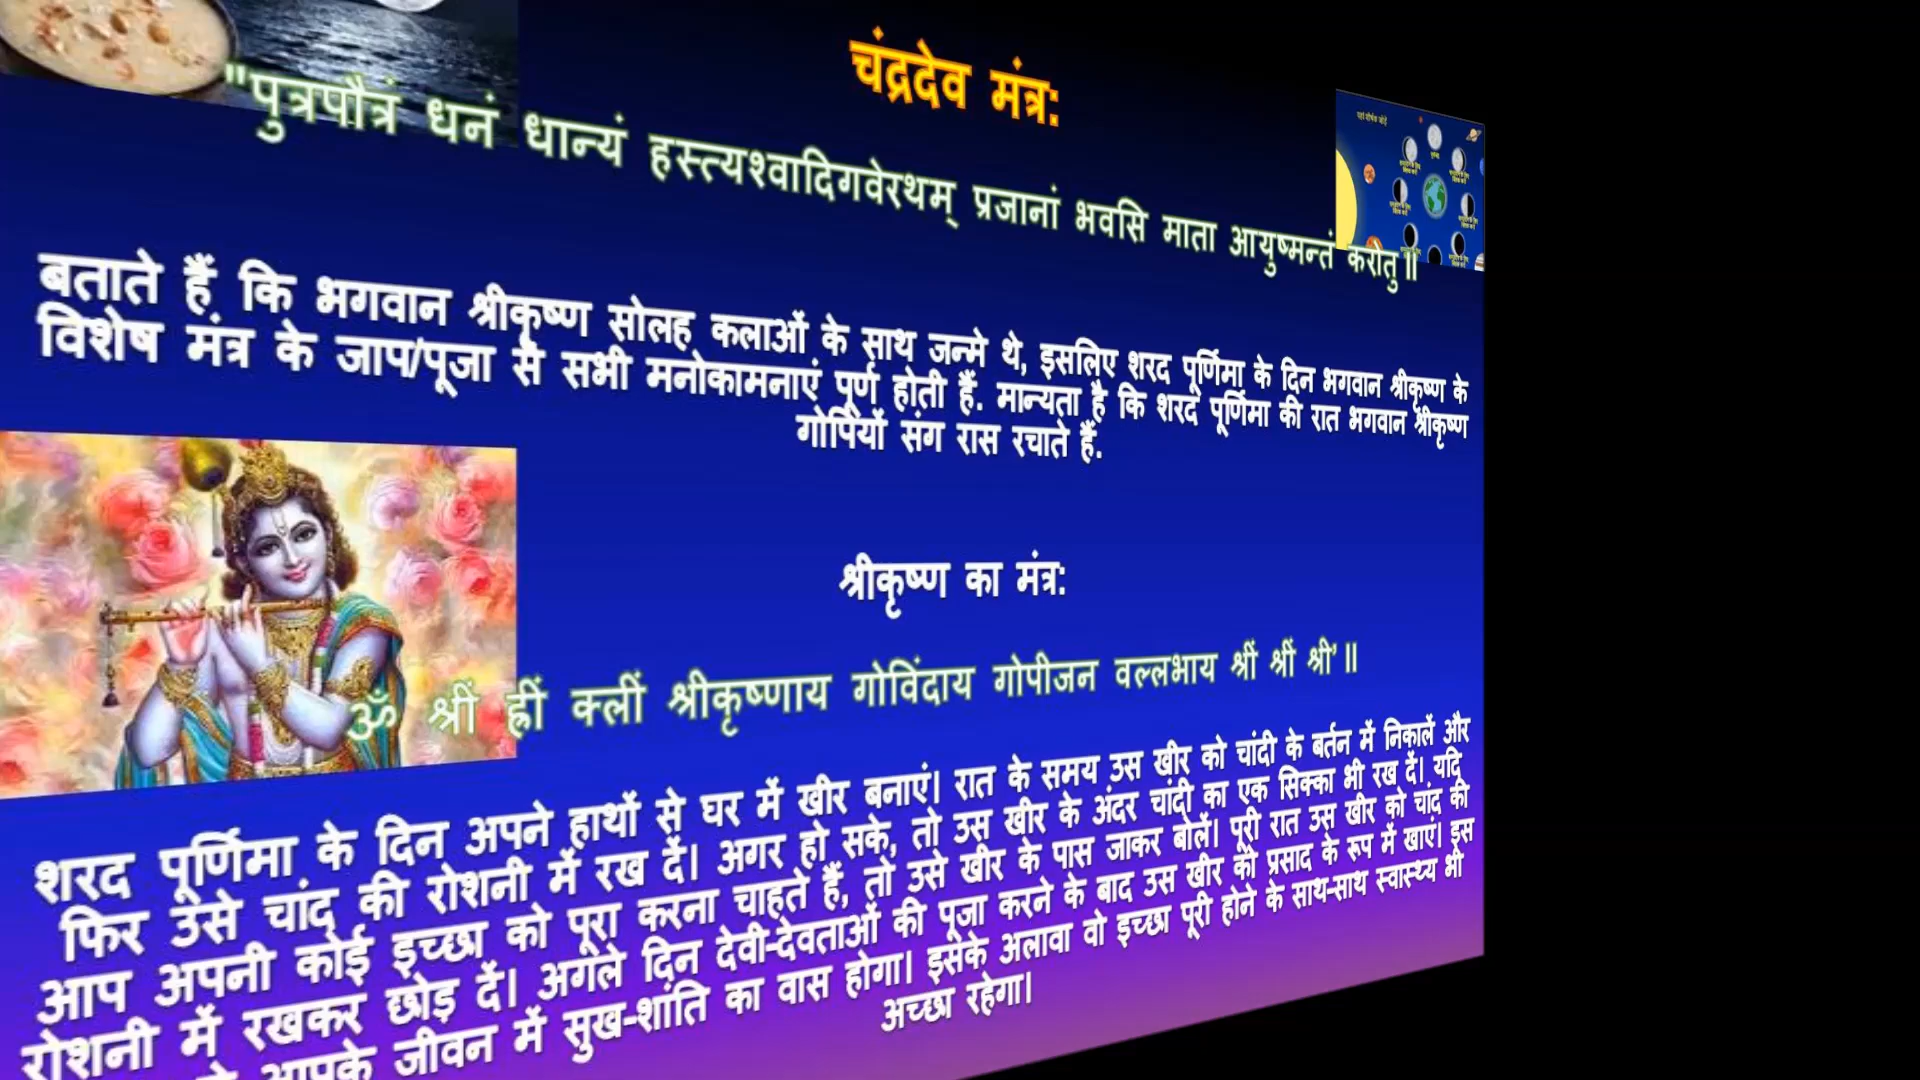 चंद्रदेव मंत्र:
"पुत्रपौत्रं धनं धान्यं हस्त्यश्वादिगवेरथम् प्रजानां भवसि माता आयुष्मन्तं करोतु॥
बताते हैं कि भगवान श्रीकृष्ण सोलह कलाओं के साथ जन्मे थे, इसलिए शरद पूर्णिमा के दिन भगवान श्रीकृष्ण के
विशेष मंत्र के जाप/पूजा से सभी मनोकामनाएं पूर्ण होती हैं. मान्यता है कि शरद पूर्णिमा की रात भगवान श्रीकृष्ण
गोपियों संग रास रचाते हैं.
श्रीकृष्ण का मंत्र:
ॐ श्रीं ह्रीं क्लीं श्रीकृष्णाय गोविंदाय गोपीजन वल्लभाय श्रीं श्रीं श्री'॥
शरद पूर्णिमा के दिन अपने हाथों से घर में खीर बनाएं। रात के समय उस खीर को चांदी के बर्तन में निकालें और
फिर उसे चांद की रोशनी में रख दें। अगर हो सके, तो उस खीर के अंदर चांदी का एक सिक्का भी रख दें। यदि
आप अपनी कोई इच्छा को पूरा करना चाहते हैं, तो उसे खीर के पास जाकर बोलें। पूरी रात उस खीर को चांद की
रोशनी में रखकर छोड़ दें। अगले दिन देवी-देवताओं की पूजा करने के बाद उस खीर को प्रसाद के रूप में खाएं। इस
आपके जीवन में सुख-शांति का वास होगा। इसके अलावा वो इच्छा पूरी होने के साथ-साथ स्वास्थ्य भी
अच्छा रहेगा।